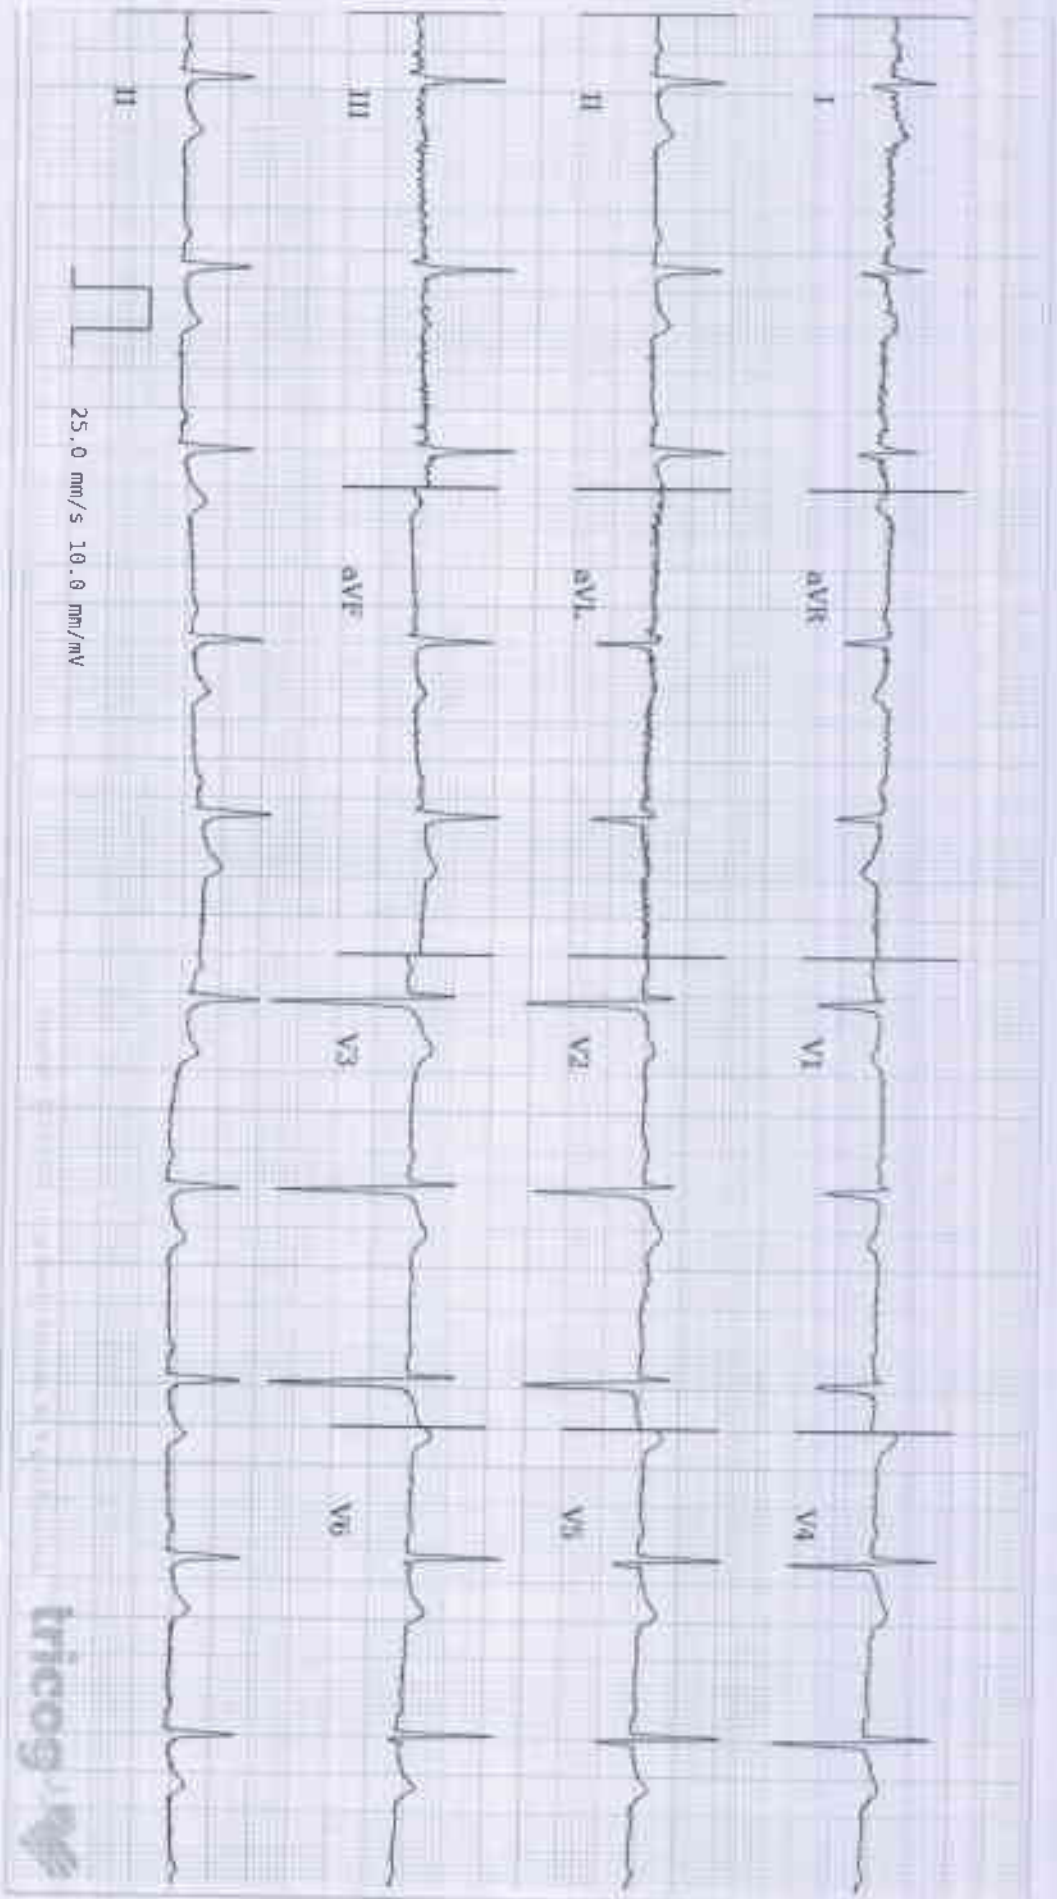 I aVR V1 V4
II aVL V2 V5
III aVF V3 V6
II
25.0 mm/s 10.0 mm/mV
tricog